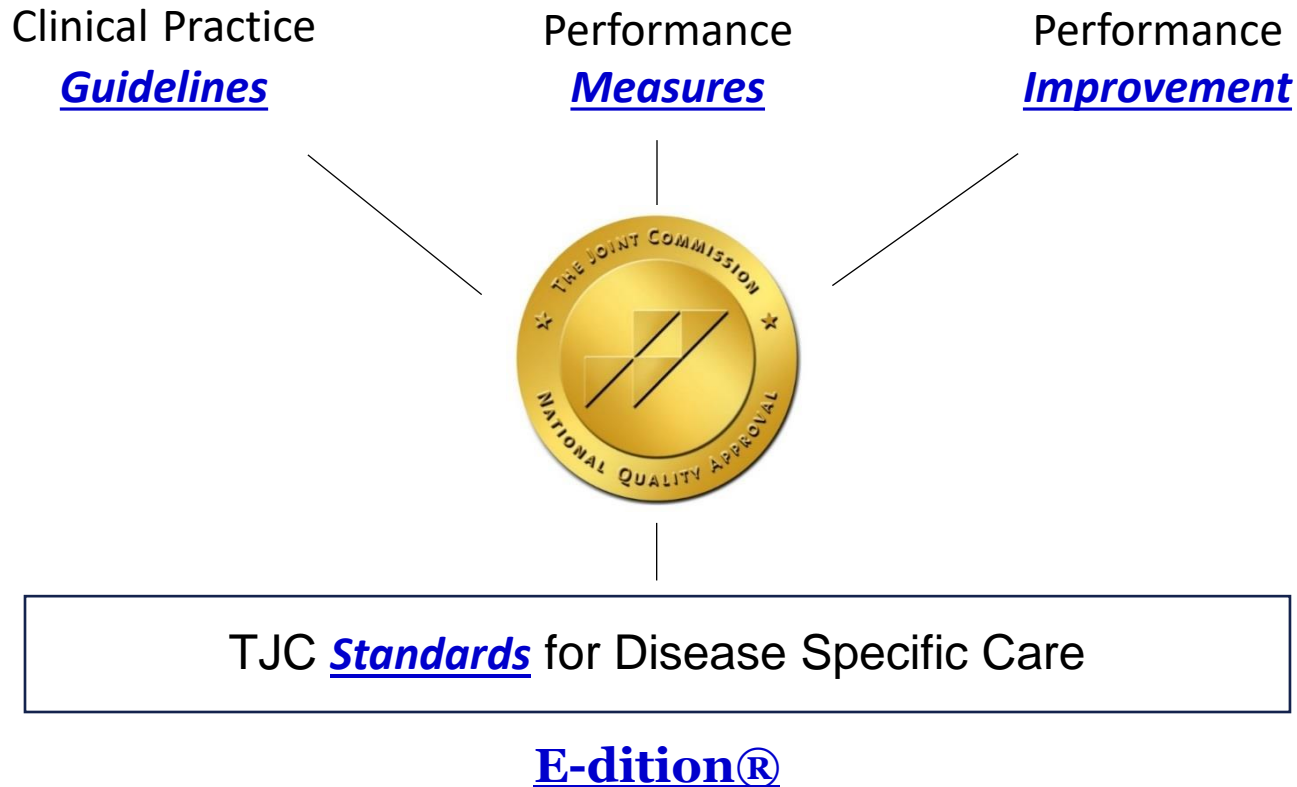 Clinical Practice
Guidelines
Performance
Measures
Performance
Improvement
THE JOINT COMMISSION
NATIONAL QUALITY APPROVAL
TJC Standards for Disease Specific Care
E-dition®